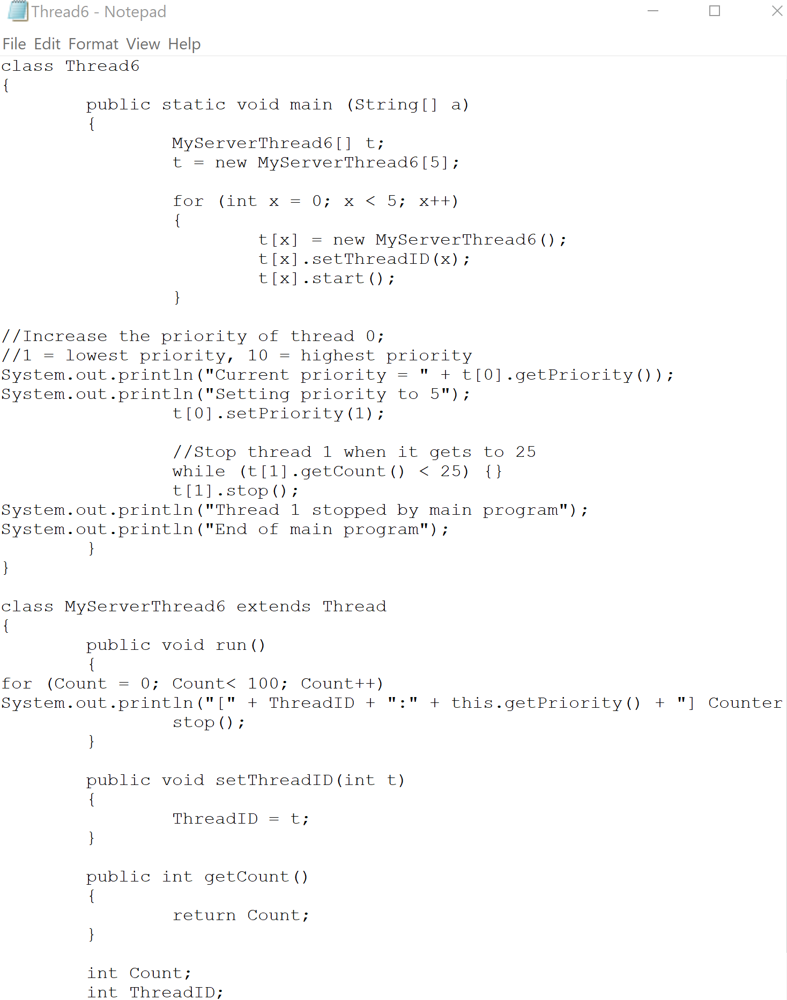 Thread6 - Notepad
File Edit Format View Help
class Thread6
{
        public static void main (String[] a)
        {
                MyServerThread6[] t;
                t = new MyServerThread6[5];

                for (int x = 0; x < 5; x++)
                {
                        t[x] = new MyServerThread6();
                        t[x].setThreadID(x);
                        t[x].start();
                }

//Increase the priority of thread 0;
//1 = lowest priority, 10 = highest priority
System.out.println("Current priority = " + t[0].getPriority());
System.out.println("Setting priority to 5");
                t[0].setPriority(1);

                //Stop thread 1 when it gets to 25
                while (t[1].getCount() < 25) {}
                t[1].stop();
System.out.println("Thread 1 stopped by main program");
System.out.println("End of main program");
        }
}

class MyServerThread6 extends Thread
{
        public void run()
        {
for (Count = 0; Count< 100; Count++)
System.out.println("[" + ThreadID + ":" + this.getPriority() + "] Counter
                stop();
        }

        public void setThreadID(int t)
        {
                ThreadID = t;
        }

        public int getCount()
        {
                return Count;
        }

        int Count;
        int ThreadID;